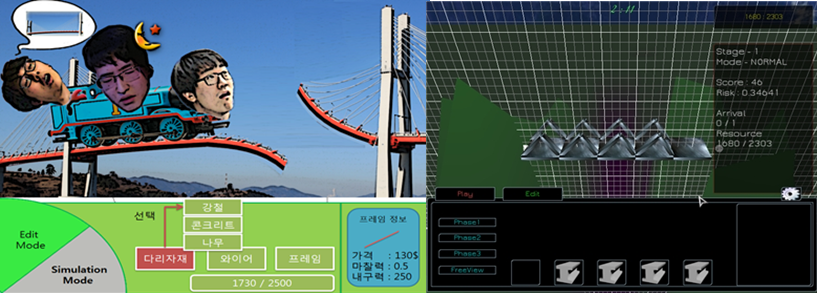 Edit
Mode
Simulation
Mode
선택
강철
콘크리트
나무
다리자재
와이어
프레임
1730 / 2500
프레임 정보
가격 : 130$
마찰력 : 0.5
내구력 : 250
2:11
1680 : 2303
Stage - 1
Mode - NORMAL
Score : 46
Risk : 0.34641
Arrival
0 / 1
Resource
1680 / 2303
Play
Edit
Phase1
Phase2
Phase3
FreeView